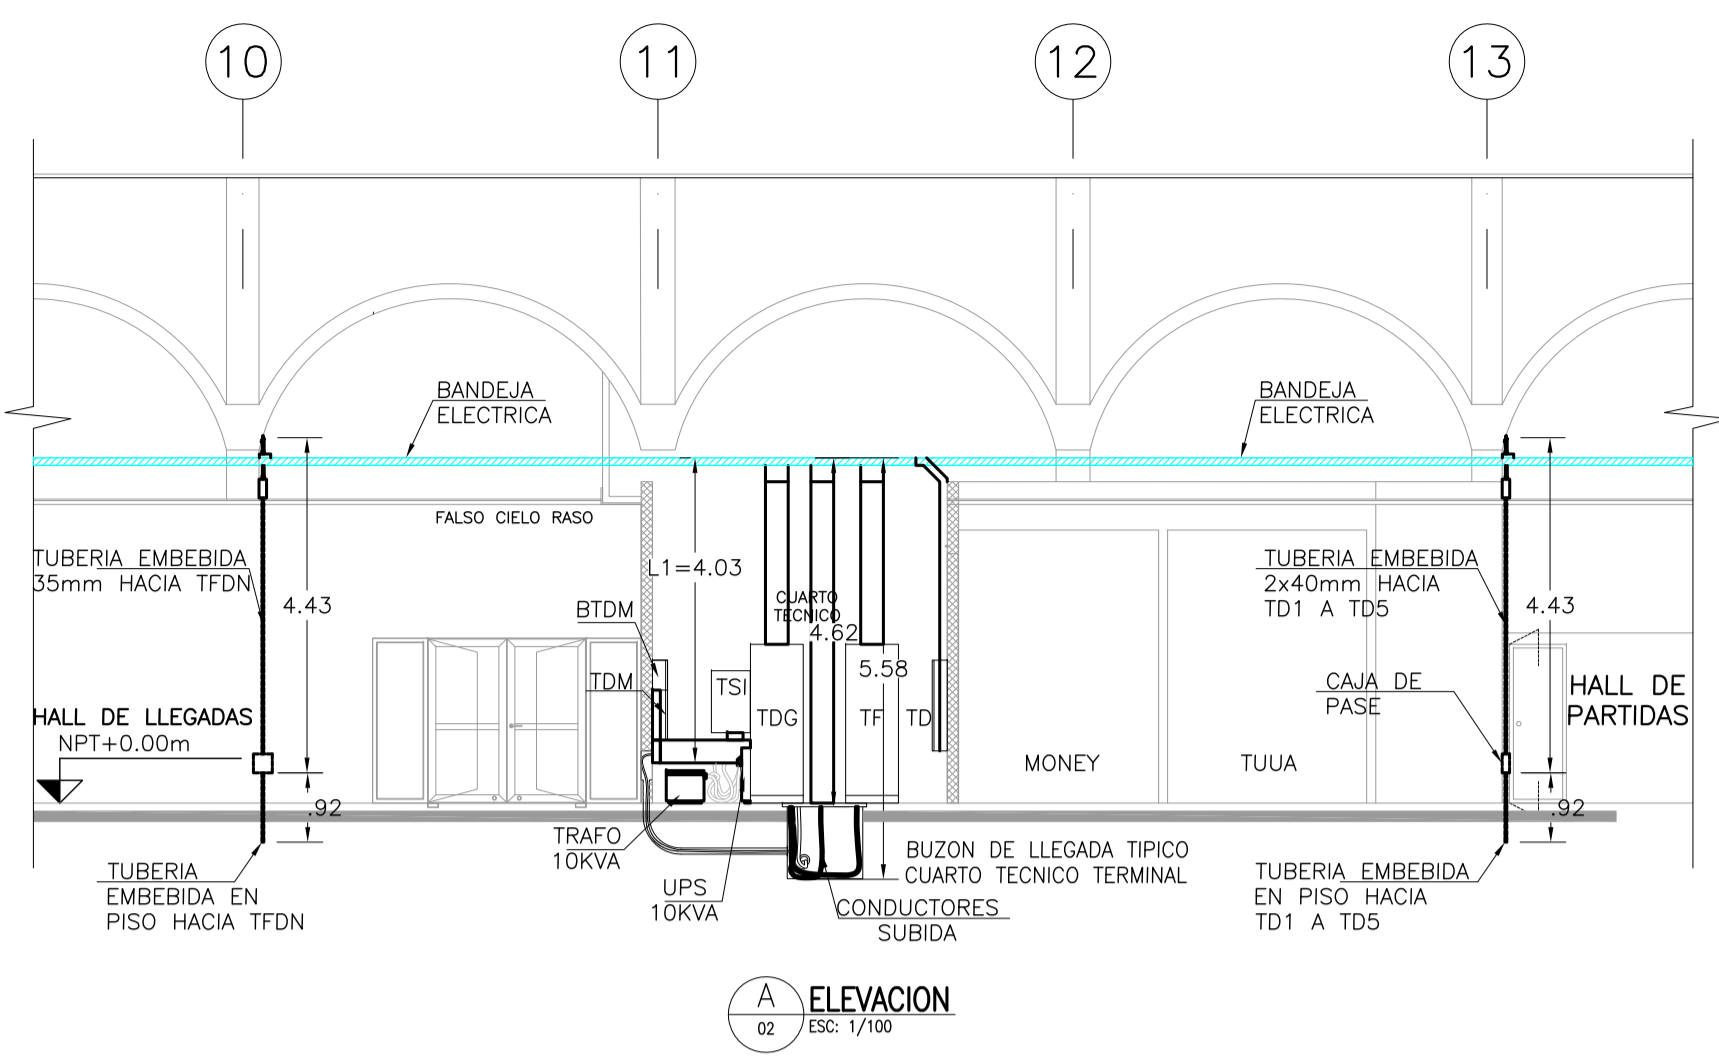 10
11
12
13
BANDEJA
ELECTRICA
BANDEJA
ELECTRICA
FALSO CIELO RASO
TUBERIA EMBEBIDA
35mm HACIA TFDN
4.43
L1=4.03
CUARTO
TECNICO
4.62
5.58
TUBERIA EMBEBIDA
2x40mm HACIA
TD1 A TD5
4.43
BTDM
TDM
TSI
TDG
TF
TD
CAJA DE
PASE
HALL DE
PARTIDAS
HALL DE LLEGADAS
NPT+0.00m
MONEY
TUUA
.92
.92
TRAFO
10KVA
UPS
10KVA
BUZON DE LLEGADA TIPICO
CUARTO TECNICO TERMINAL
CONDUCTORES
SUBIDA
TUBERIA
EMBEBIDA EN
PISO HACIA TFDN
TUBERIA EMBEBIDA
EN PISO HACIA
TD1 A TD5
A
02
ELEVACION
ESC: 1/100